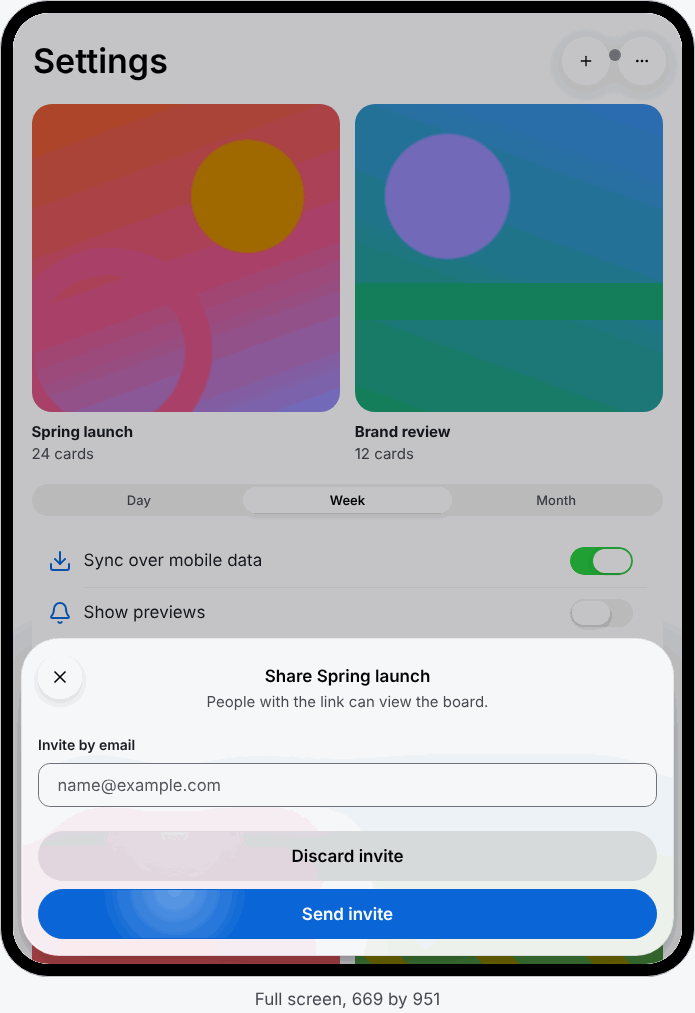 Settings
Spring launch
24 cards
Brand review
12 cards
Day
Week
Month
Sync over mobile data
Show previews
Share Spring launch
People with the link can view the board.
Invite by email
name@example.com
Discard invite
Send invite
Full screen, 669 by 951